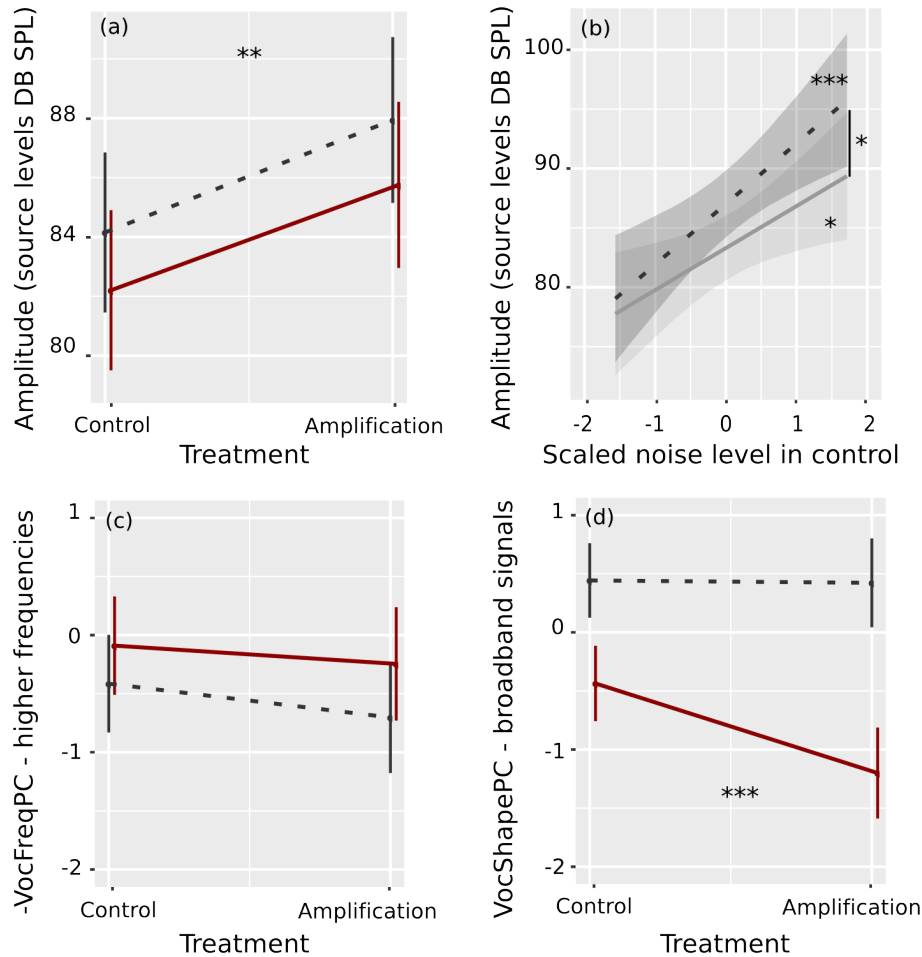 (a)
**
Amplitude (source levels DB SPL)
88
84
80
Control
Amplification
Treatment
(b)
***
*
*
Amplitude (source levels DB SPL)
100
90
80
-2
-1
0
1
2
Scaled noise level in control
(c)
-VocFreqPC - higher frequencies
1
0
-1
-2
Control
Amplification
Treatment
(d)
***
VocShapePC - broadband signals
1
0
-1
-2
Control
Amplification
Treatment